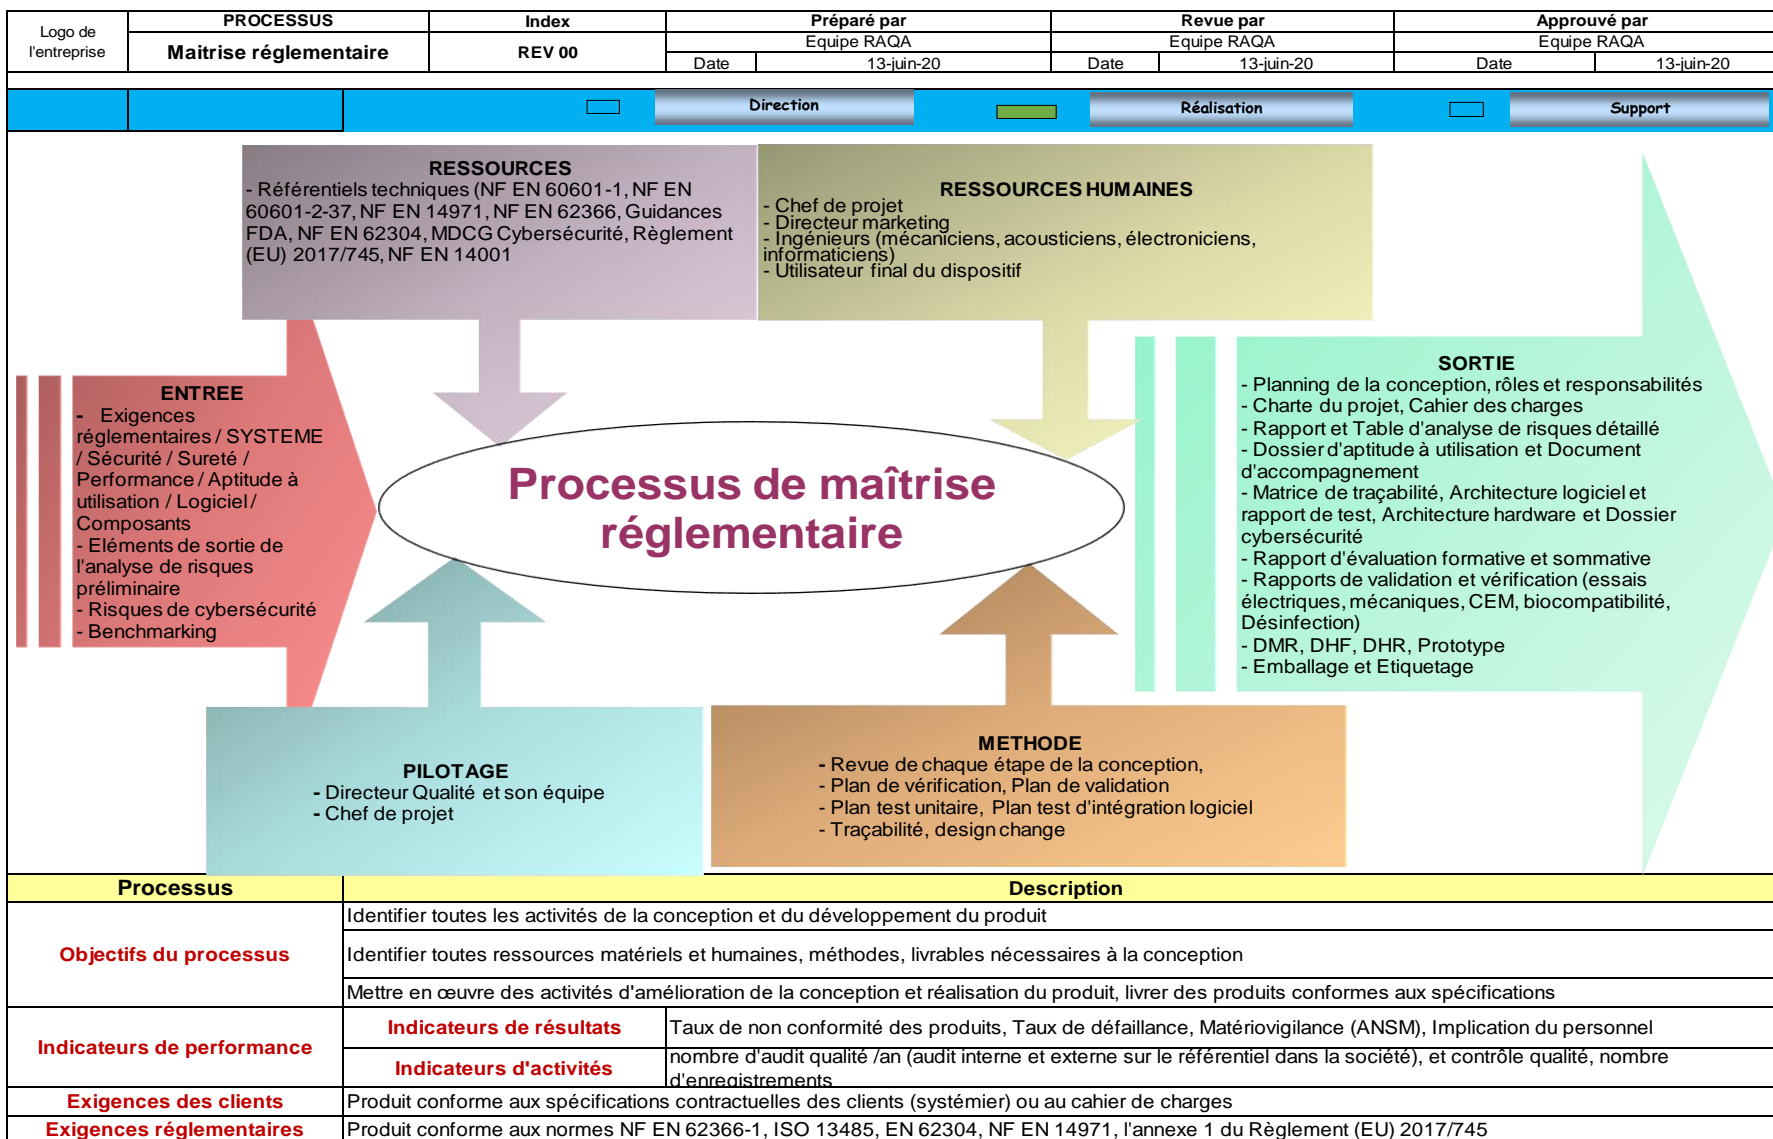 Logo de
l'entreprise
PROCESSUS
Maitrise réglementaire
Index
REV 00
Préparé par
Equipe RAQA
Date 13-juin-20
Revue par
Equipe RAQA
Date 13-juin-20
Approuvé par
Equipe RAQA
Date 13-juin-20
Direction
Réalisation
Support
RESSOURCES
- Référentiels techniques (NF EN 60601-1, NF EN
60601-2-37, NF EN 14971, NF EN 62366, Guidances
FDA, NF EN 62304, MDCG Cybersécurité, Règlement
(EU) 2017/745, NF EN 14001
RESSOURCES HUMAINES
- Chef de projet
- Directeur marketing
- Ingénieurs (mécaniciens, acousticiens, électroniciens,
informaticiens)
- Utilisateur final du dispositif
ENTREE
- Exigences
réglementaires / SYSTEME
/ Sécurité / Sureté /
Performance / Aptitude à
utilisation / Logiciel /
Composants
- Eléments de sortie de
l'analyse de risques
préliminaire
- Risques de cybersécurité
- Benchmarking
Processus de maîtrise
réglementaire
SORTIE
- Planning de la conception, rôles et responsabilités
- Charte du projet, Cahier des charges
- Rapport et Table d'analyse de risques détaillé
- Dossier d'aptitude à utilisation et Document
d'accompagnement
- Matrice de traçabilité, Architecture logiciel et
rapport de test, Architecture hardware et Dossier
cybersécurité
- Rapport d'évaluation formative et sommative
- Rapports de validation et vérification (essais
électriques, mécaniques, CEM, biocompatibilité,
Désinfection)
- DMR, DHF, DHR, Prototype
- Emballage et Etiquetage
PILOTAGE
- Directeur Qualité et son équipe
- Chef de projet
METHODE
- Revue de chaque étape de la conception,
- Plan de vérification, Plan de validation
- Plan test unitaire, Plan test d'intégration logiciel
- Traçabilité, design change
Processus
Description
Objectifs du processus
Identifier toutes les activités de la conception et du développement du produit
Identifier toutes ressources matériels et humaines, méthodes, livrables nécessaires à la conception
Mettre en œuvre des activités d'amélioration de la conception et réalisation du produit, livrer des produits conformes aux spécifications
Indicateurs de performance
Indicateurs de résultats
Taux de non conformité des produits, Taux de défaillance, Matériovigilance (ANSM), Implication du personnel
Indicateurs d'activités
nombre d'audit qualité /an (audit interne et externe sur le référentiel dans la société), et contrôle qualité, nombre
d'enregistrements
Exigences des clients
Produit conforme aux spécifications contractuelles des clients (systémier) ou au cahier de charges
Exigences réglementaires
Produit conforme aux normes NF EN 62366-1, ISO 13485, EN 62304, NF EN 14971, l'annexe 1 du Règlement (EU) 2017/745